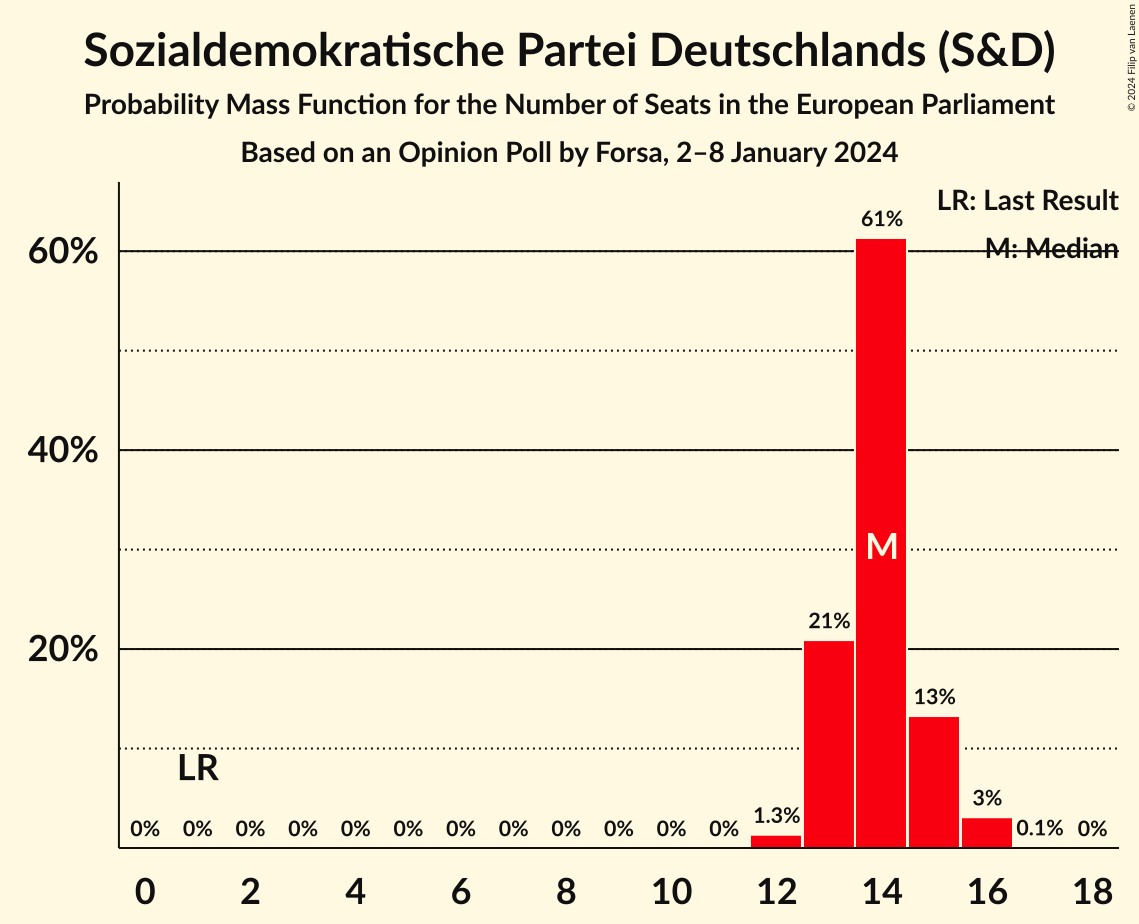 Sozialdemokratische Partei Deutschlands (S&D)
Probability Mass Function for the Number of Seats in the European Parliament
Based on an Opinion Poll by Forsa, 2–8 January 2024
© 2024 Filip van Laenen
LR: Last Result
M: Median
60%
40%
20%
61%
M
21%
13%
LR
0% 0% 0% 0% 0% 0% 0% 0% 0% 0% 0% 0% 1.3% 3% 0.1% 0%
0 2 4 6 8 10 12 14 16 18